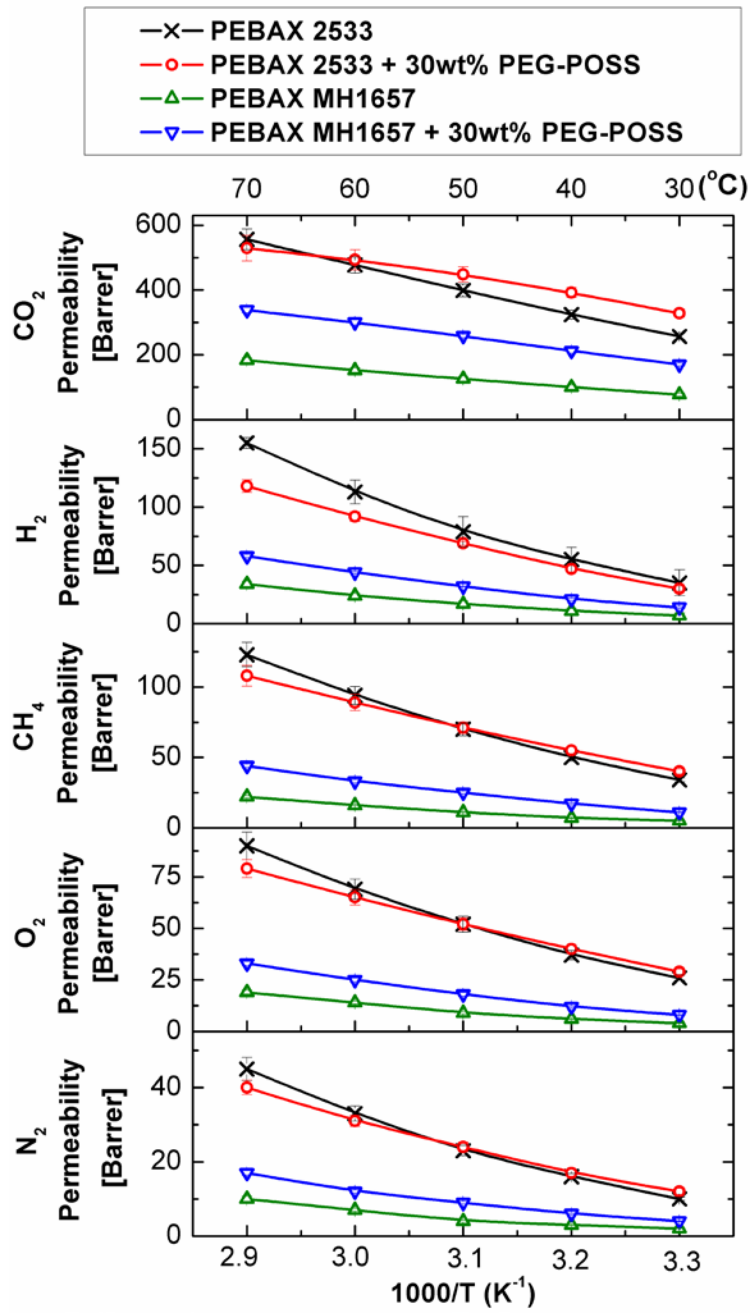 PEBAX 2533
PEBAX 2533 + 30wt% PEG-POSS
PEBAX MH1657
PEBAX MH1657 + 30wt% PEG-POSS
70 60 50 40 30 (°C)
CO₂
Permeability
[Barrer]
600
400
200
0
H₂
Permeability
[Barrer]
150
100
50
0
CH₄
Permeability
[Barrer]
100
50
0
O₂
Permeability
[Barrer]
75
50
25
0
N₂
Permeability
[Barrer]
40
20
0
2.9 3.0 3.1 3.2 3.3
1000/T (K⁻¹)